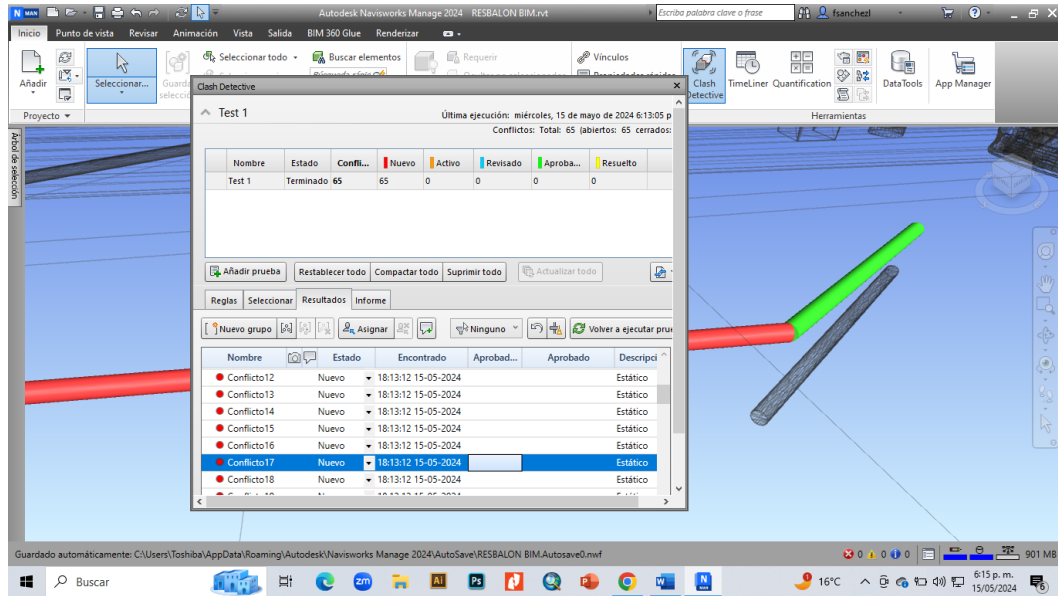 N MAN
Autodesk Navisworks Manage 2024 RESBALON BIM.rvt
Escriba palabra clave o frase
fsanchezl
Inicio Punto de vista Revisar Animación Vista Salida BIM 360 Glue Renderizar
Añadir
Seleccionar...
Seleccionar todo
Buscar elementos
Requerir
Vínculos
Clash Detective
TimeLiner
Quantification
DataTools
App Manager
Proyecto
Herramientas
Árbol de selección
Clash Detective
Test 1
Última ejecución: miércoles, 15 de mayo de 2024 6:13:05 p
Conflictos: Total: 65 (abiertos: 65 cerrados:
Nombre Estado Confli... Nuevo Activo Revisado Aproba... Resuelto
Test 1 Terminado 65 65 0 0 0 0
Añadir prueba Restablecer todo Compactar todo Suprimir todo Actualizar todo
Reglas Seleccionar Resultados Informe
Nuevo grupo Asignar Ninguno Volver a ejecutar prue
Nombre Estado Encontrado Aprobad... Aprobado Descripci
Conflicto12 Nuevo 18:13:12 15-05-2024 Estático
Conflicto13 Nuevo 18:13:12 15-05-2024 Estático
Conflicto14 Nuevo 18:13:12 15-05-2024 Estático
Conflicto15 Nuevo 18:13:12 15-05-2024 Estático
Conflicto16 Nuevo 18:13:12 15-05-2024 Estático
Conflicto17 Nuevo 18:13:12 15-05-2024 Estático
Conflicto18 Nuevo 18:13:12 15-05-2024 Estático
Guardado automáticamente: C:\Users\Toshiba\AppData\Roaming\Autodesk\Navisworks Manage 2024\AutoSave\RESBALON BIM.Autosave0.nwf
0 0 0
901 MB
Buscar
zm
Ai
Ps
16°C
6:15 p. m.
15/05/2024
6